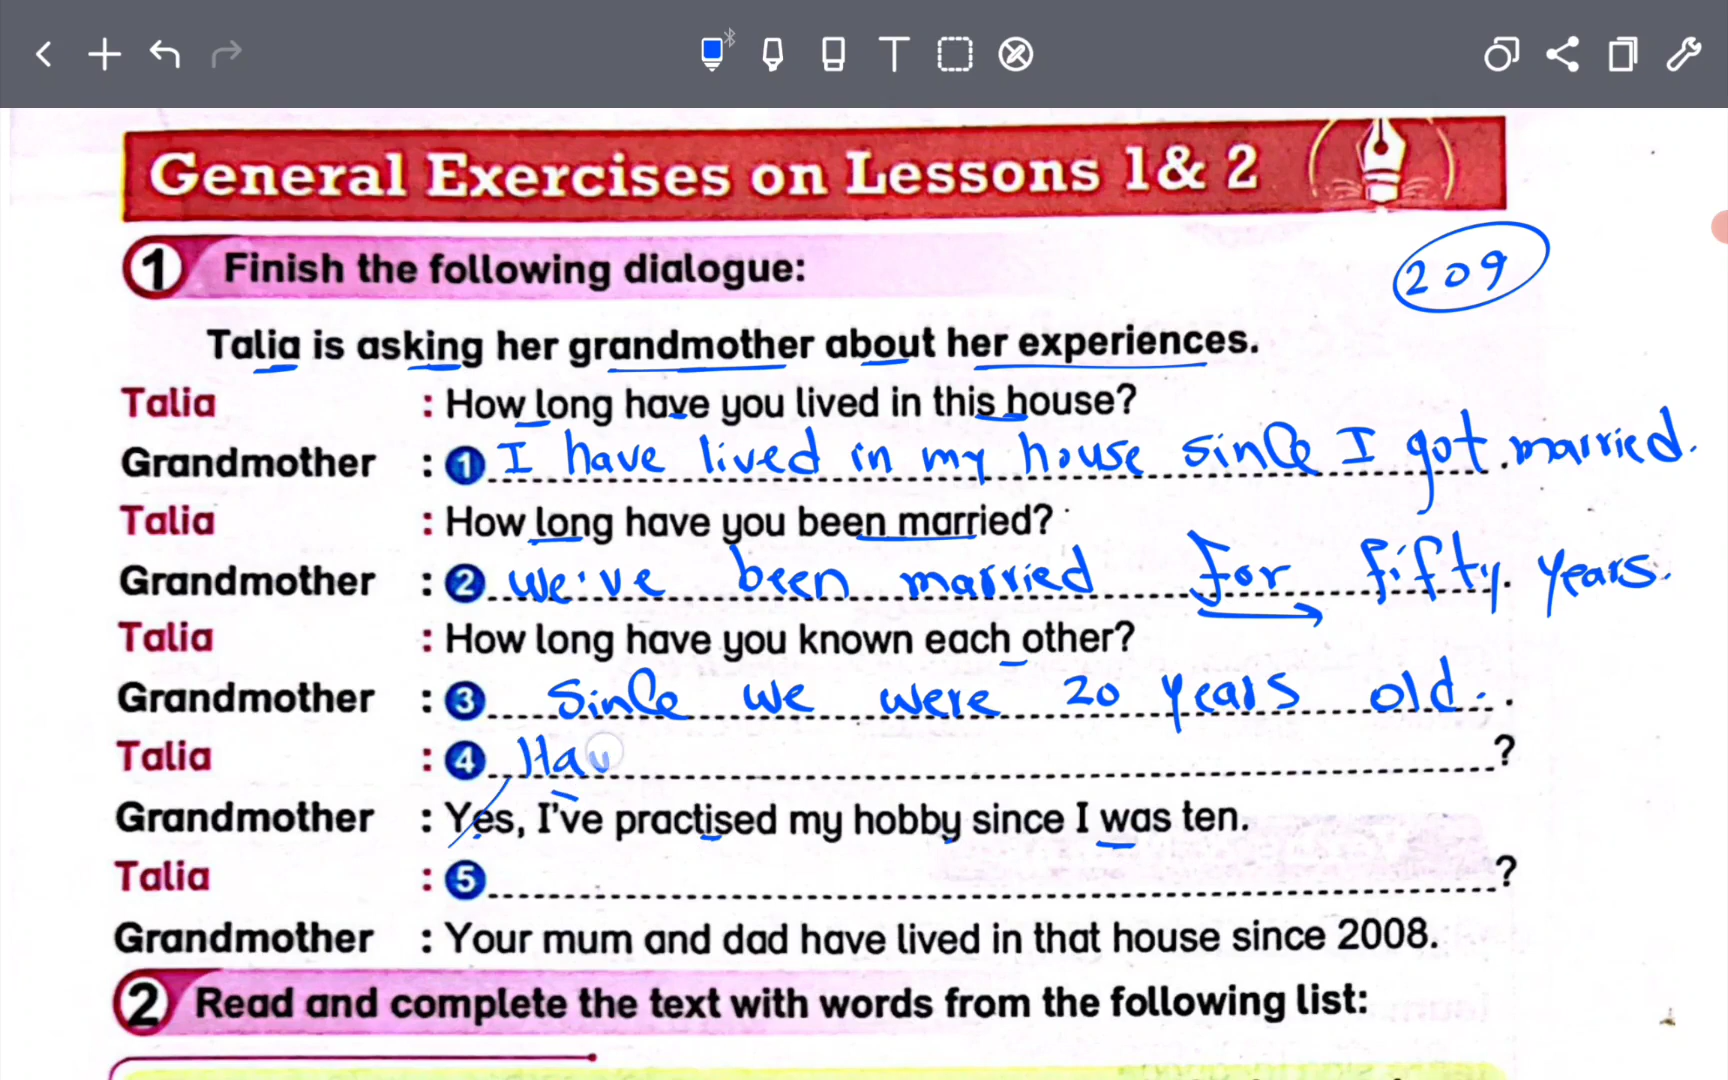 General Exercises on Lessons 1& 2
1 Finish the following dialogue:
209
Talia is asking her grandmother about her experiences.
Talia : How long have you lived in this house?
Grandmother : 1 I have lived in my house since I got married.
Talia : How long have you been married?
Grandmother : 2 we've been married for fifty years.
Talia : How long have you known each other?
Grandmother : 3 Since we were 20 years old.
Talia : 4 Hav ?
Grandmother : Yes, I've practised my hobby since I was ten.
Talia : 5 ?
Grandmother : Your mum and dad have lived in that house since 2008.
2 Read and complete the text with words from the following list: